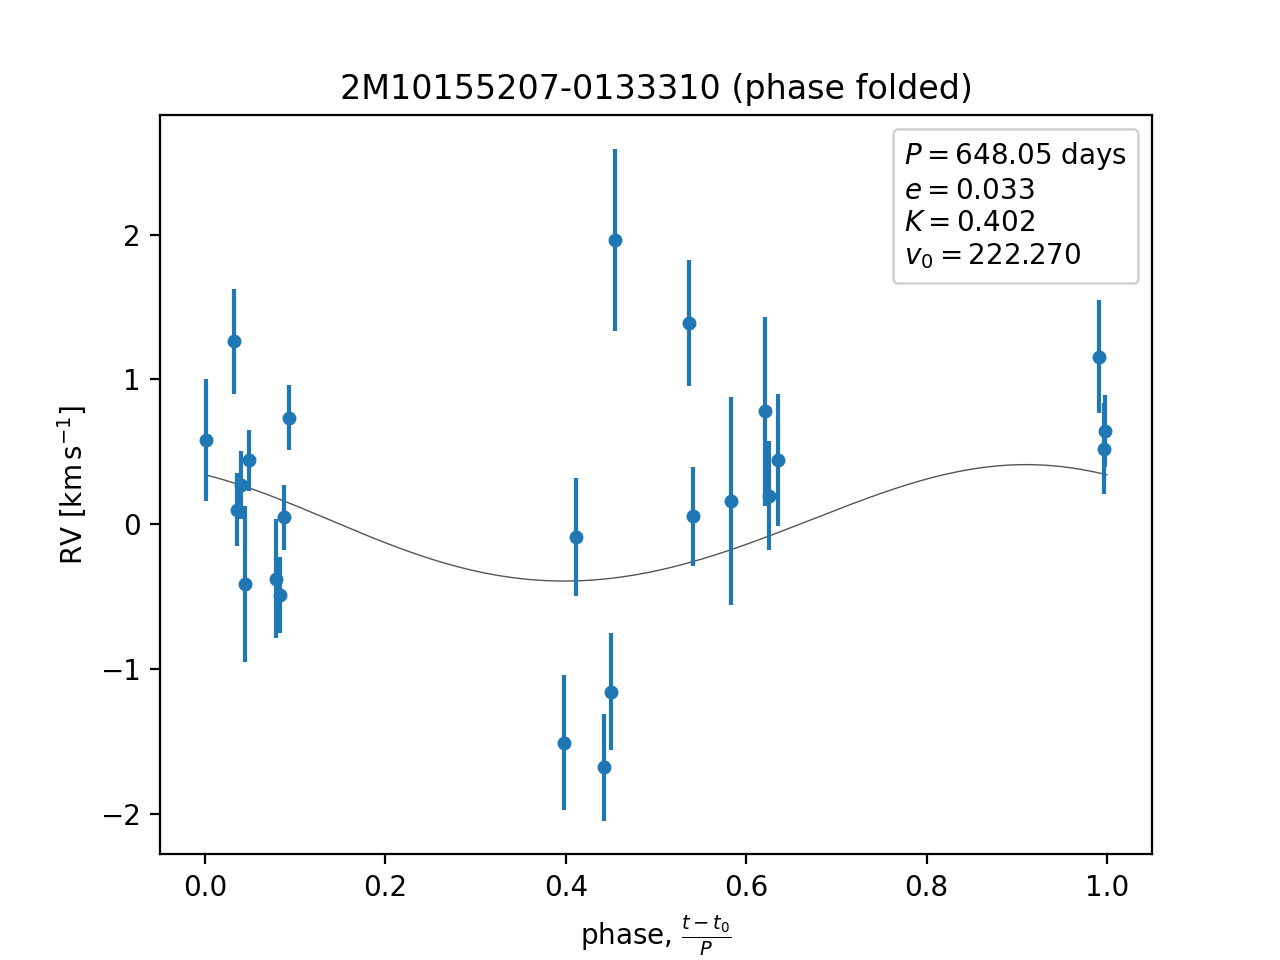 2M10155207-0133310 (phase folded)
P = 648.05 days
e = 0.033
K = 0.402
v₀ = 222.270
RV [km s⁻¹]
2
1
0
−1
−2
0.0 0.2 0.4 0.6 0.8 1.0
phase, (t − t₀)/P